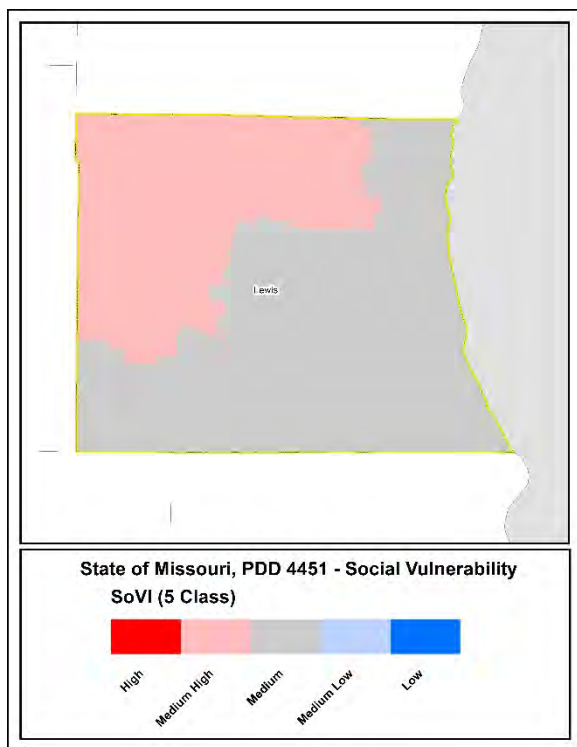 Lewis
State of Missouri, PDD 4451 - Social Vulnerability
SoVI (5 Class)
High
Medium High
Medium
Medium Low
Low